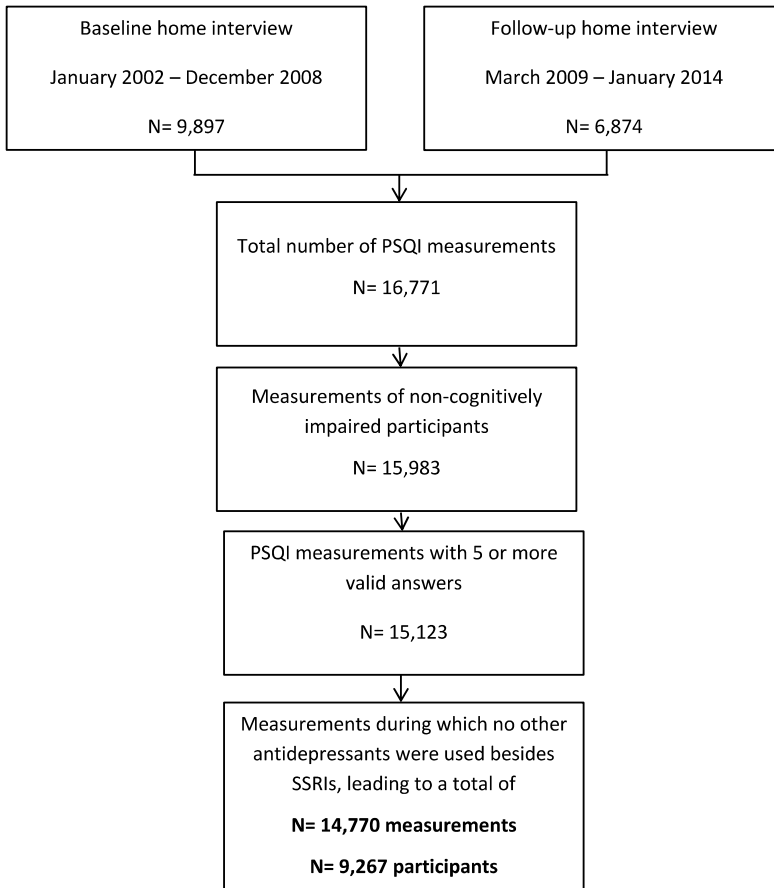 Baseline home interview
January 2002 – December 2008
N= 9,897
Follow-up home interview
March 2009 – January 2014
N= 6,874
Total number of PSQI measurements
N= 16,771
Measurements of non-cognitively
impaired participants
N= 15,983
PSQI measurements with 5 or more
valid answers
N= 15,123
Measurements during which no other
antidepressants were used besides
SSRIs, leading to a total of
N= 14,770 measurements
N= 9,267 participants